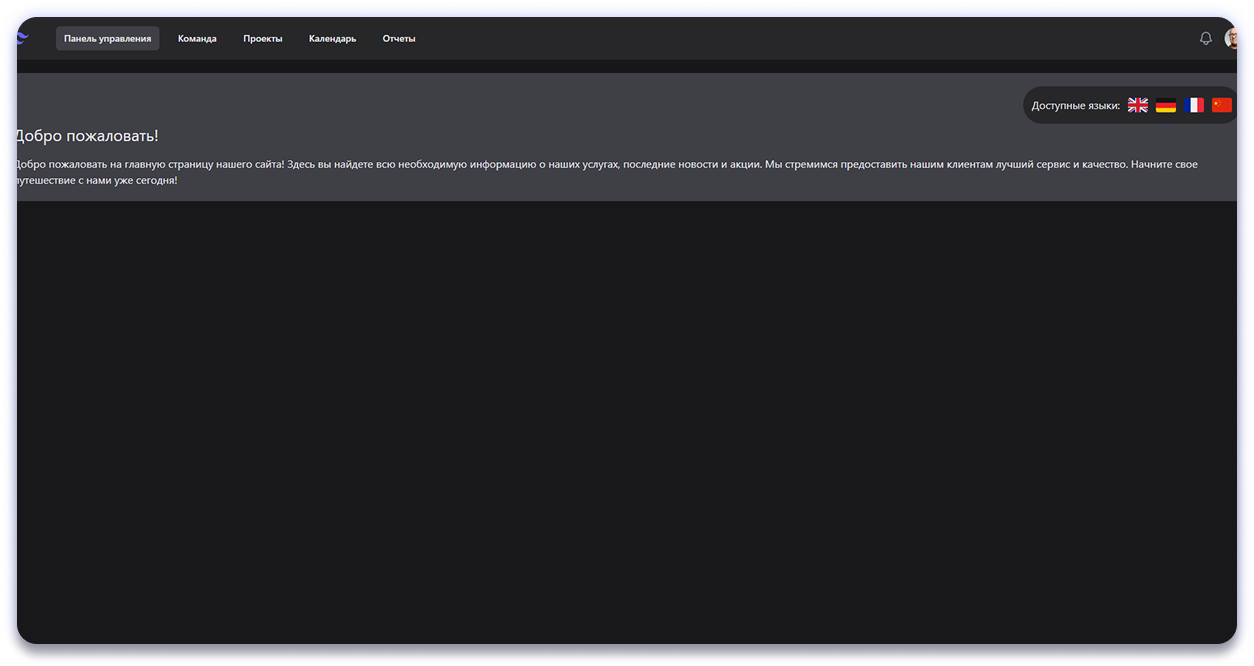 Панель управления
Команда
Проекты
Календарь
Отчеты
Доступные языки:
Добро пожаловать!
Добро пожаловать на главную страницу нашего сайта! Здесь вы найдете всю необходимую информацию о наших услугах, последние новости и акции. Мы стремимся предоставить нашим клиентам лучший сервис и качество. Начните свое
путешествие с нами уже сегодня!